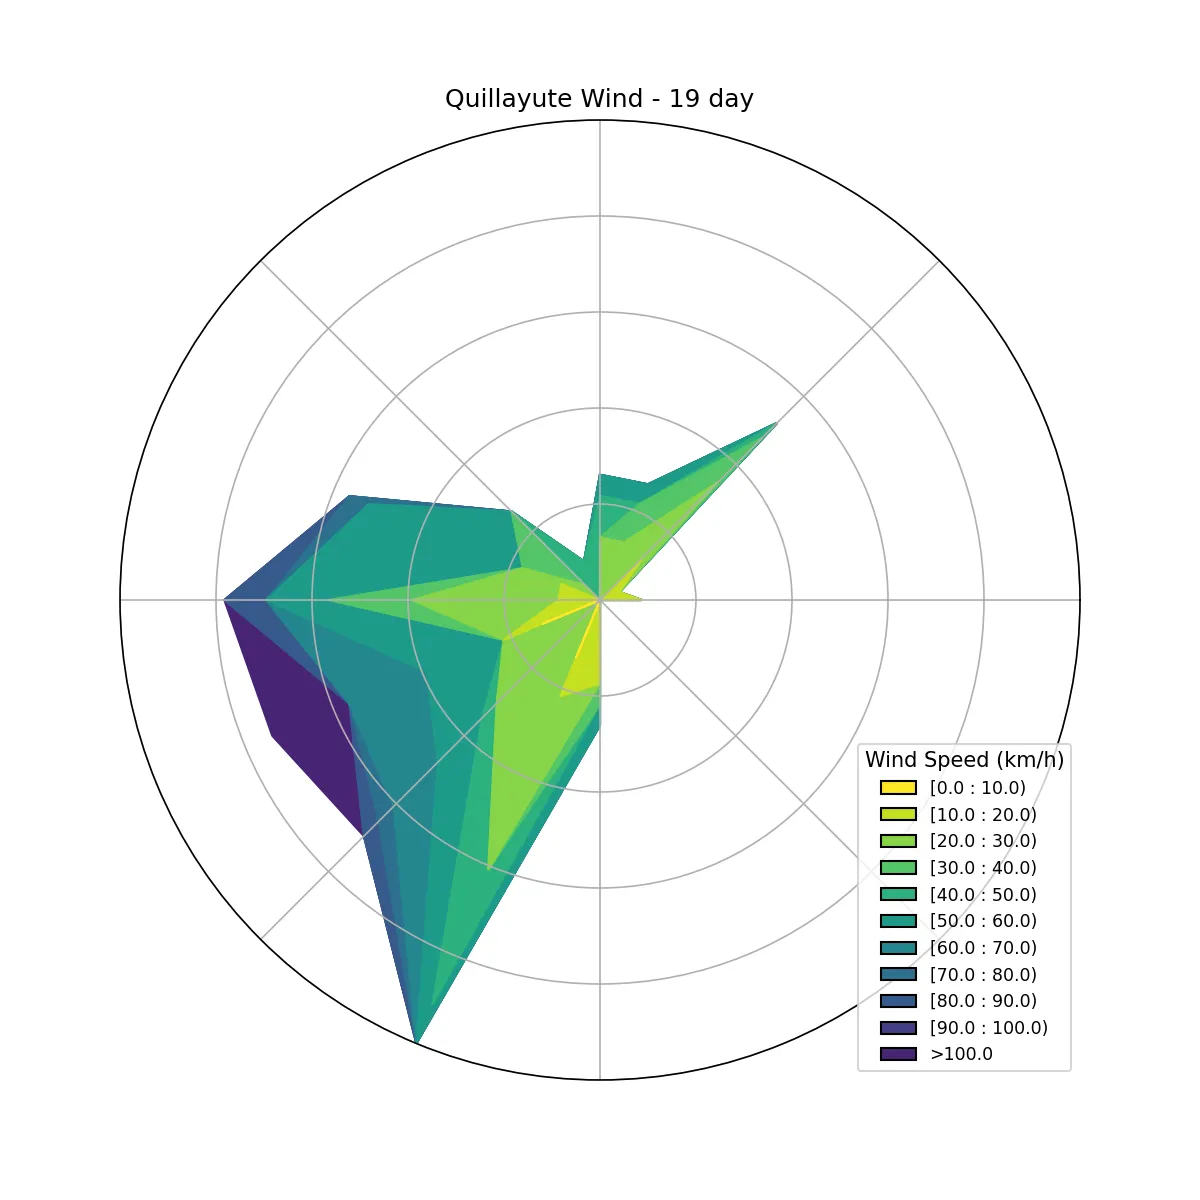 Quillayute Wind - 19 day
Wind Speed (km/h)
[0.0 : 10.0)
[10.0 : 20.0)
[20.0 : 30.0)
[30.0 : 40.0)
[40.0 : 50.0)
[50.0 : 60.0)
[60.0 : 70.0)
[70.0 : 80.0)
[80.0 : 90.0)
[90.0 : 100.0)
>100.0